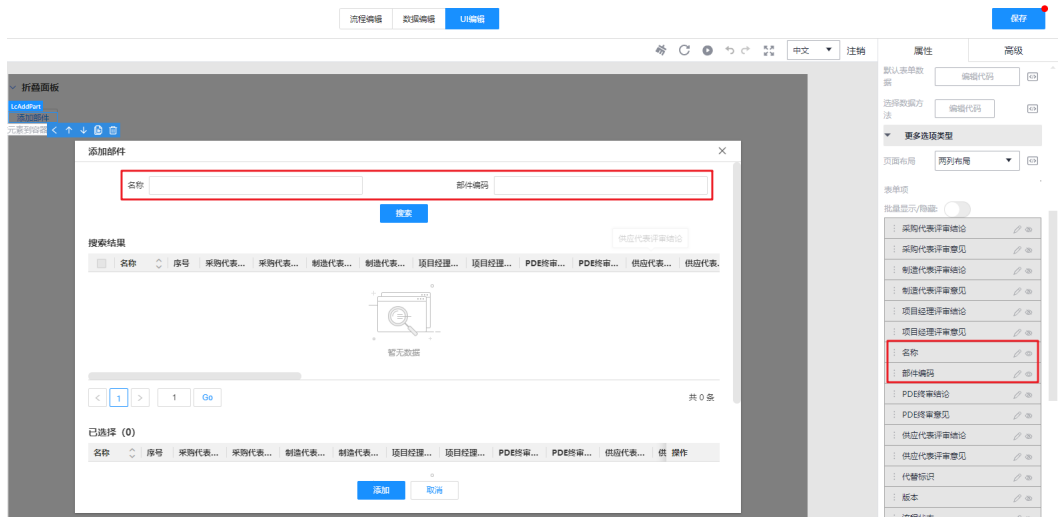 流程编辑 数据编辑 UI编辑 保存
中文 注销 属性 高级
折叠面板
LcAddPart
添加部件
元素到容器
默认表单数据 编辑代码
选择数据方法 编辑代码
更多选项类型
页面布局 两列布局
表单项
批量显示/隐藏
采购代表评审结论
采购代表评审意见
制造代表评审结论
制造代表评审意见
项目经理评审结论
项目经理评审意见
名称
部件编码
PDE终审结论
PDE终审意见
供应代表评审结论
供应代表评审意见
代替标识
版本
添加部件
名称 部件编码
搜索
供应代表评审结论
搜索结果
名称 序号 采购代表... 采购代表... 制造代表... 制造代表... 项目经理... 项目经理... PDE终审... PDE终审... 供应代表... 供应代表.
暂无数据
1 1 Go 共 0 条
已选择 (0)
名称 序号 采购代表... 采购代表... 制造代表... 制造代表... 项目经理... 项目经理... PDE终审... PDE终审... 供应代表... 供 操作
添加 取消